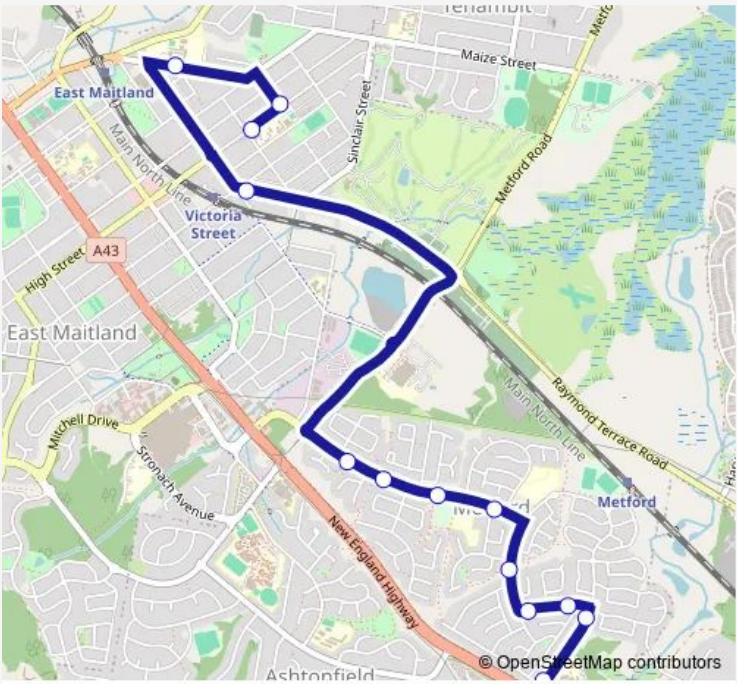 Tenambit
Metfo
Maize Street
East Maitland
Sinclair Street
Main North Line
Metford Road
Victoria
Street
High Street
A43
East Maitland
Mitchell Drive
Stronach Avenue
Main North Line
Raymond Terrace Road
Metford
New England Highway
Ashtonfield
© OpenStreetMap contributors